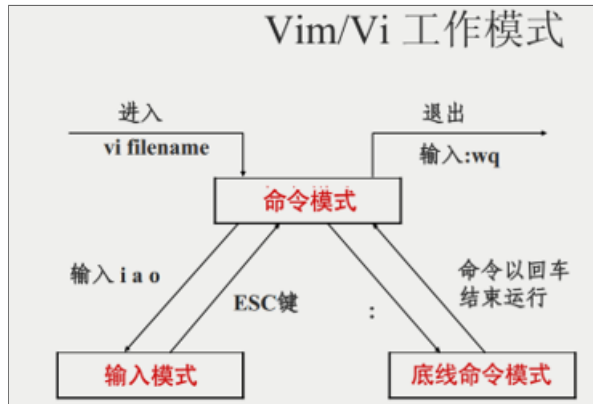 Vim/Vi 工作模式
进入
vi filename
退出
输入:wq
命令模式
输入 i a o
ESC键
:
命令以回车
结束运行
输入模式
底线命令模式